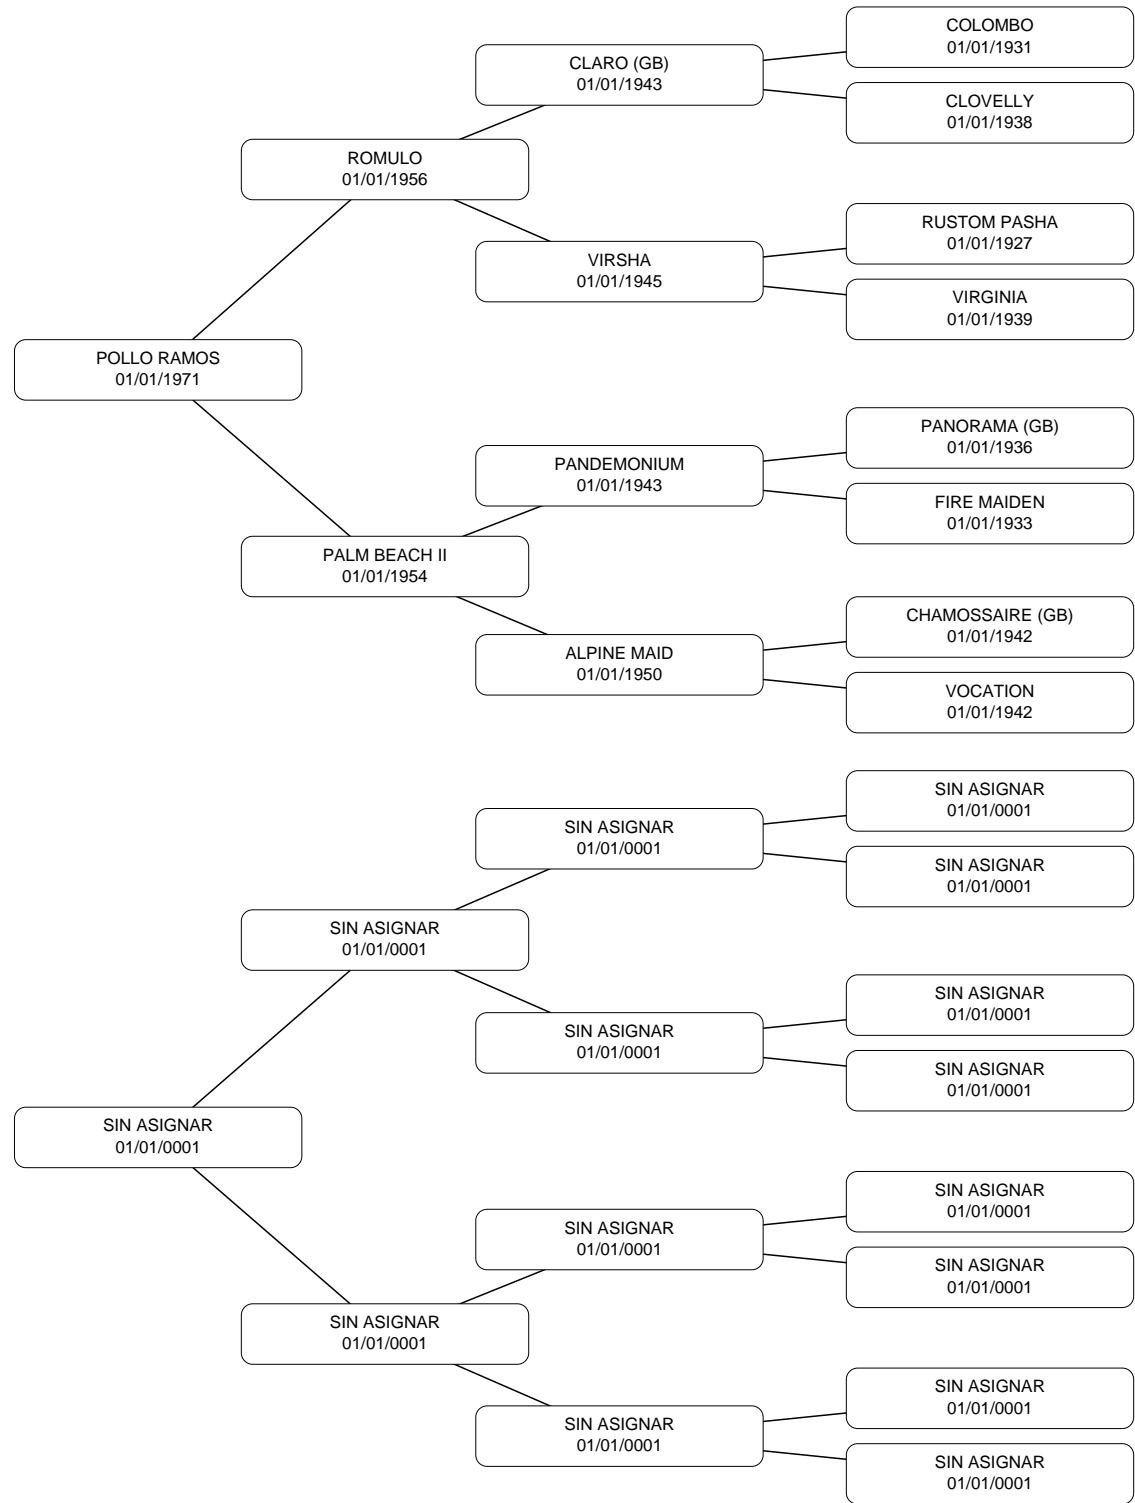 COLOMBO
01/01/1931
CLARO (GB)
01/01/1943
CLOVELLY
01/01/1938
ROMULO
01/01/1956
RUSTOM PASHA
01/01/1927
VIRSHA
01/01/1945
VIRGINIA
01/01/1939
POLLO RAMOS
01/01/1971
PANORAMA (GB)
01/01/1936
PANDEMONIUM
01/01/1943
FIRE MAIDEN
01/01/1933
PALM BEACH II
01/01/1954
CHAMOSSAIRE (GB)
01/01/1942
ALPINE MAID
01/01/1950
VOCATION
01/01/1942
SIN ASIGNAR
01/01/0001
SIN ASIGNAR
01/01/0001
SIN ASIGNAR
01/01/0001
SIN ASIGNAR
01/01/0001
SIN ASIGNAR
01/01/0001
SIN ASIGNAR
01/01/0001
SIN ASIGNAR
01/01/0001
SIN ASIGNAR
01/01/0001
SIN ASIGNAR
01/01/0001
SIN ASIGNAR
01/01/0001
SIN ASIGNAR
01/01/0001
SIN ASIGNAR
01/01/0001
SIN ASIGNAR
01/01/0001
SIN ASIGNAR
01/01/0001
SIN ASIGNAR
01/01/0001